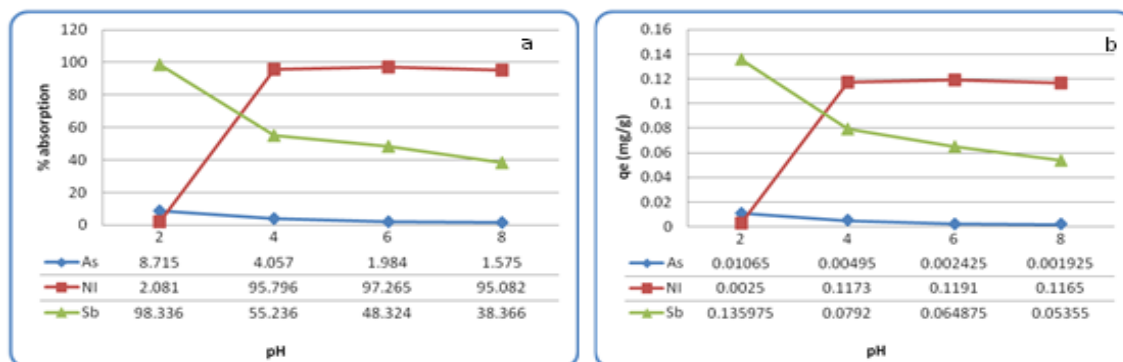 a
120
100
80
60
40
20
0
% absorption
2 4 6 8
As 8.715 4.057 1.984 1.575
NI 2.081 95.796 97.265 95.082
Sb 98.336 55.236 48.324 38.366
pH
b
0.16
0.14
0.12
0.1
0.08
0.06
0.04
0.02
0
qe (mg/g)
2 4 6 8
As 0.01065 0.00495 0.002425 0.001925
NI 0.0025 0.1173 0.1191 0.1165
Sb 0.135975 0.0792 0.064875 0.05355
pH